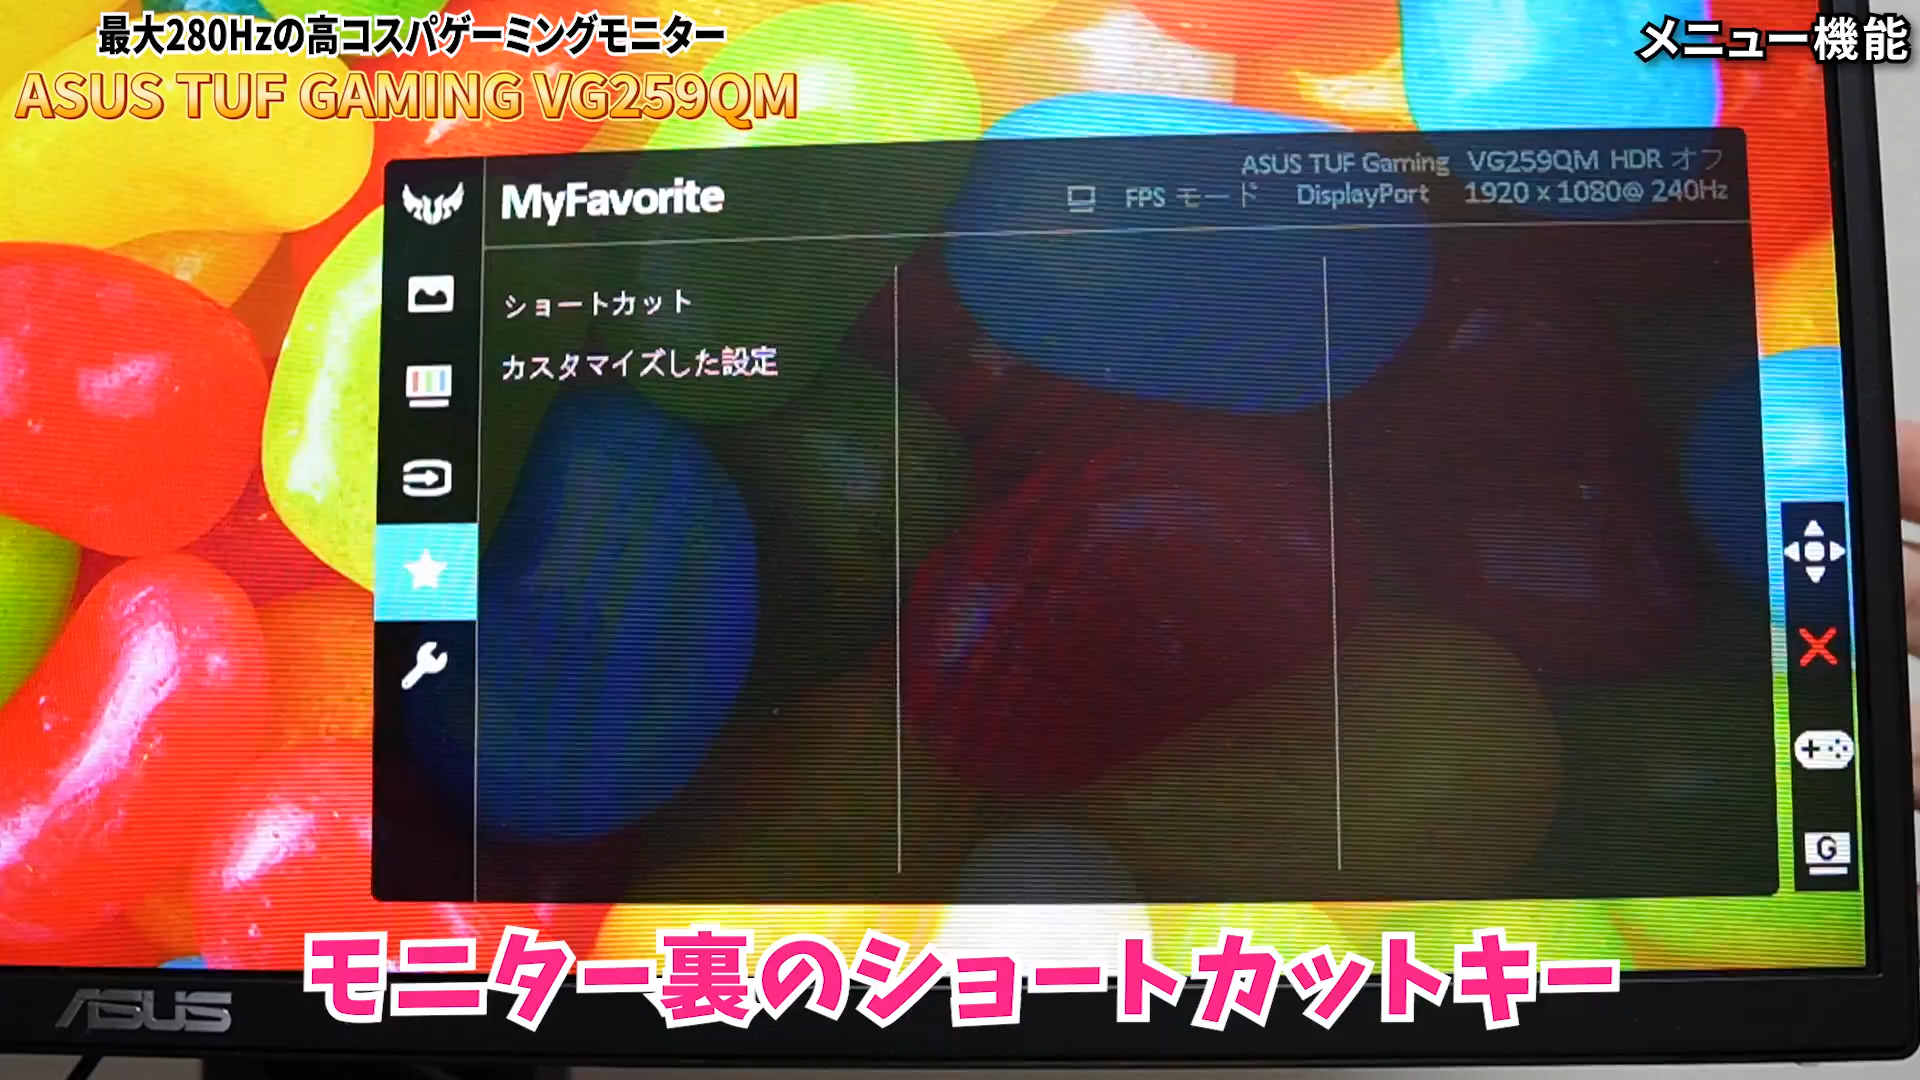 最大280Hzの高コスパゲーミングモニター
メニュー機能
ASUS TUF GAMING VG259QM
ASUS TUF Gaming VG259QM HDR オフ
MyFavorite
FPS モード DisplayPort 1920 x 1080@ 240Hz
ショートカット
カスタマイズした設定
G
モニター裏のショートカットキー
ASUS